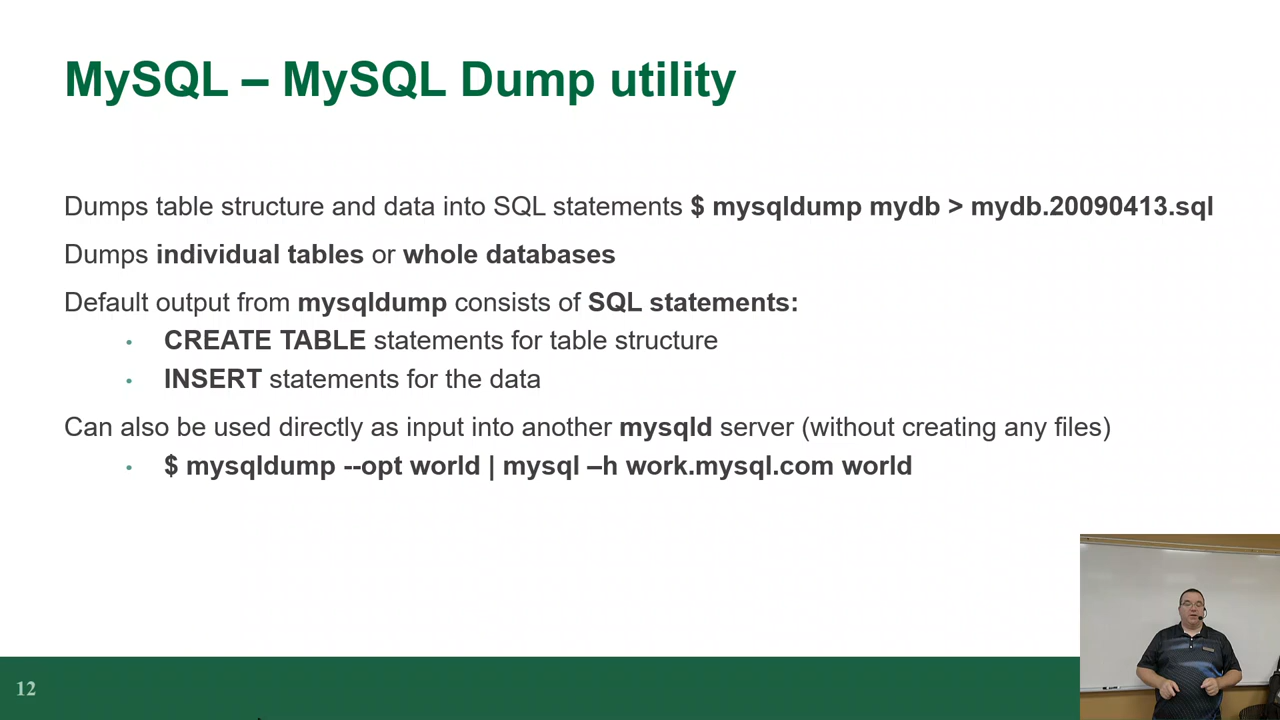 MySQL – MySQL Dump utility
Dumps table structure and data into SQL statements $ mysqldump mydb > mydb.20090413.sql
Dumps individual tables or whole databases
Default output from mysqldump consists of SQL statements:
• CREATE TABLE statements for table structure
• INSERT statements for the data
Can also be used directly as input into another mysqld server (without creating any files)
• $ mysqldump --opt world | mysql –h work.mysql.com world
12